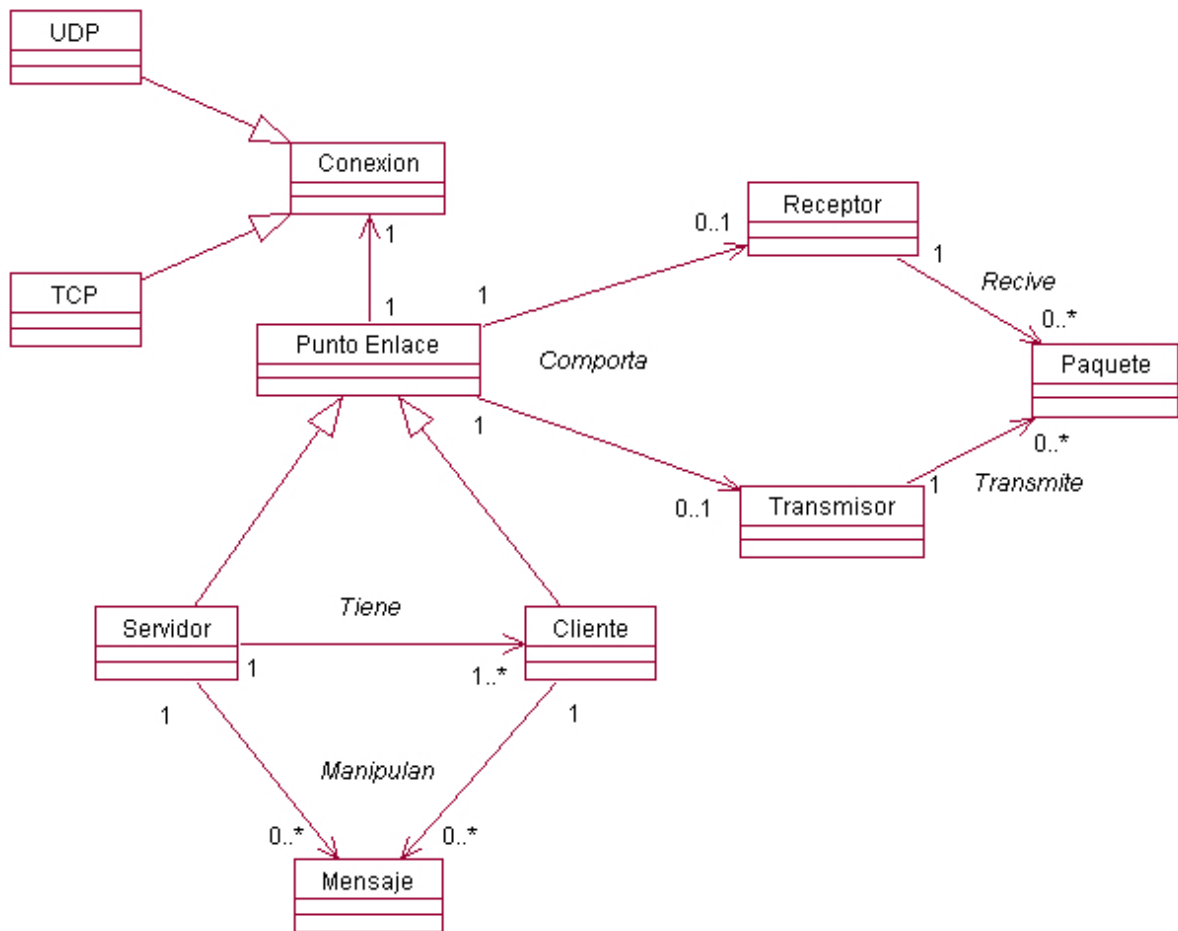 UDP
Conexion
1
Receptor
0..1
TCP
1
Recive
1
1
0..*
Punto Enlace
Comporta
Paquete
1
0..*
1
Transmite
0..1
Transmisor
Tiene
Servidor
Cliente
1
1..*
1
1
Manipulan
0..*
0..*
Mensaje